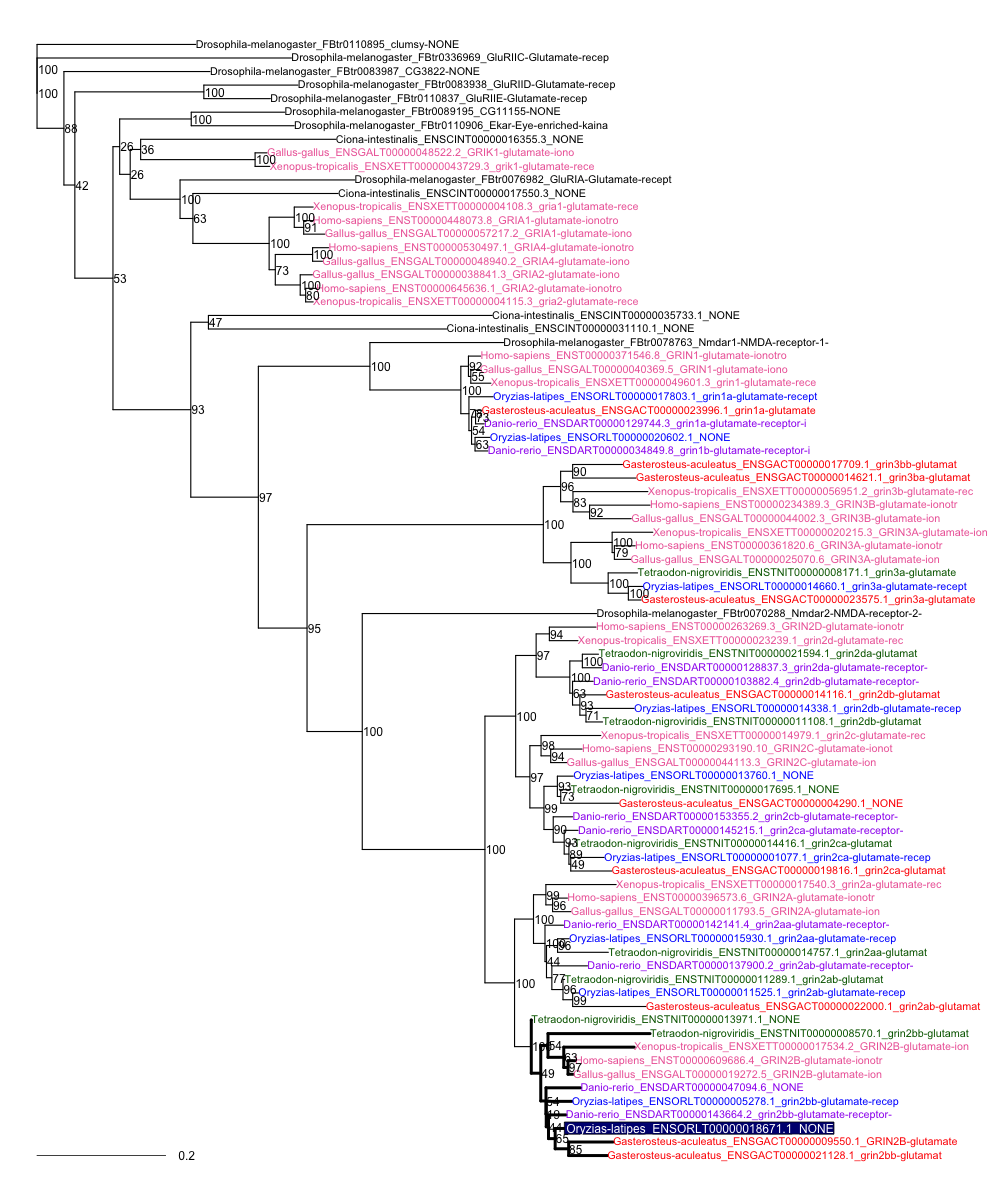 Drosophila-melanogaster_FBtr0110895_clumsy-NONE
Drosophila-melanogaster_FBtr0336969_GluRIIC-Glutamate-recep
100
Drosophila-melanogaster_FBtr0083987_CG3822-NONE
Drosophila-melanogaster_FBtr0083938_GluRIID-Glutamate-recep
100
100
Drosophila-melanogaster_FBtr0110837_GluRIIE-Glutamate-recep
Drosophila-melanogaster_FBtr0089195_CG11155-NONE
100
Drosophila-melanogaster_FBtr0110906_Ekar-Eye-enriched-kaina
88
Ciona-intestinalis_ENSCINT00000016355.3_NONE
26
36
Gallus-gallus_ENSGALT00000048522.2_GRIK1-glutamate-iono
100
Xenopus-tropicalis_ENSXETT00000043729.3_grik1-glutamate-rece
26
Drosophila-melanogaster_FBtr0076982_GluRIA-Glutamate-recept
42
Ciona-intestinalis_ENSCINT00000017550.3_NONE
100
Xenopus-tropicalis_ENSXETT00000004108.3_gria1-glutamate-rece
63
100
Homo-sapiens_ENST00000448073.8_GRIA1-glutamate-ionotro
91
Gallus-gallus_ENSGALT00000057217.2_GRIA1-glutamate-iono
100
Homo-sapiens_ENST00000530497.1_GRIA4-glutamate-ionotro
100
Gallus-gallus_ENSGALT00000048940.2_GRIA4-glutamate-iono
73
Gallus-gallus_ENSGALT00000038841.3_GRIA2-glutamate-iono
53
100
Homo-sapiens_ENST00000645636.1_GRIA2-glutamate-ionotro
80
Xenopus-tropicalis_ENSXETT00000004115.3_gria2-glutamate-rece
Ciona-intestinalis_ENSCINT00000035733.1_NONE
47
Ciona-intestinalis_ENSCINT00000031110.1_NONE
Drosophila-melanogaster_FBtr0078763_Nmdar1-NMDA-receptor-1-
Homo-sapiens_ENST00000371546.8_GRIN1-glutamate-ionotro
100
92
Gallus-gallus_ENSGALT00000040369.5_GRIN1-glutamate-iono
55
Xenopus-tropicalis_ENSXETT00000049601.3_grin1-glutamate-rece
100
Oryzias-latipes_ENSORLT00000017803.1_grin1a-glutamate-recept
93
Gasterosteus-aculeatus_ENSGACT00000023996.1_grin1a-glutamate
73
Danio-rerio_ENSDART00000129744.3_grin1a-glutamate-receptor-i
54
Oryzias-latipes_ENSORLT00000020602.1_NONE
63
Danio-rerio_ENSDART00000034849.8_grin1b-glutamate-receptor-i
Gasterosteus-aculeatus_ENSGACT00000017709.1_grin3bb-glutamat
90
Gasterosteus-aculeatus_ENSGACT00000014621.1_grin3ba-glutamat
96
Xenopus-tropicalis_ENSXETT00000056951.2_grin3b-glutamate-rec
97
83
Homo-sapiens_ENST00000234389.3_GRIN3B-glutamate-ionotr
92
Gallus-gallus_ENSGALT00000044002.3_GRIN3B-glutamate-ion
100
Xenopus-tropicalis_ENSXETT00000020215.3_GRIN3A-glutamate-ion
100
Homo-sapiens_ENST00000361820.6_GRIN3A-glutamate-ionotr
79
Gallus-gallus_ENSGALT00000025070.6_GRIN3A-glutamate-ion
100
Tetraodon-nigroviridis_ENSTNIT00000008171.1_grin3a-glutamate
100
Oryzias-latipes_ENSORLT00000014660.1_grin3a-glutamate-recept
100
Gasterosteus-aculeatus_ENSGACT00000023575.1_grin3a-glutamate
Drosophila-melanogaster_FBtr0070288_Nmdar2-NMDA-receptor-2-
95
Homo-sapiens_ENST00000263269.3_GRIN2D-glutamate-ionotr
94
Xenopus-tropicalis_ENSXETT00000023239.1_grin2d-glutamate-rec
97
Tetraodon-nigroviridis_ENSTNIT00000021594.1_grin2da-glutamat
100
Danio-rerio_ENSDART00000128837.3_grin2da-glutamate-receptor-
100
Danio-rerio_ENSDART00000103882.4_grin2db-glutamate-receptor-
63
Gasterosteus-aculeatus_ENSGACT00000014116.1_grin2db-glutamat
93
Oryzias-latipes_ENSORLT00000014338.1_grin2db-glutamate-recep
100
71
Tetraodon-nigroviridis_ENSTNIT00000011108.1_grin2db-glutamat
100
Xenopus-tropicalis_ENSXETT00000014979.1_grin2c-glutamate-rec
98
Homo-sapiens_ENST00000293190.10_GRIN2C-glutamate-ionot
94
Gallus-gallus_ENSGALT00000044113.3_GRIN2C-glutamate-ion
97
Oryzias-latipes_ENSORLT00000013760.1_NONE
93
Tetraodon-nigroviridis_ENSTNIT00000017695.1_NONE
73
Gasterosteus-aculeatus_ENSGACT00000004290.1_NONE
99
Danio-rerio_ENSDART00000153355.2_grin2cb-glutamate-receptor-
90
Danio-rerio_ENSDART00000145215.1_grin2ca-glutamate-receptor-
93
Tetraodon-nigroviridis_ENSTNIT00000014416.1_grin2ca-glutamat
100
89
Oryzias-latipes_ENSORLT00000001077.1_grin2ca-glutamate-recep
49
Gasterosteus-aculeatus_ENSGACT00000019816.1_grin2ca-glutamat
Xenopus-tropicalis_ENSXETT00000017540.3_grin2a-glutamate-rec
99
Homo-sapiens_ENST00000396573.6_GRIN2A-glutamate-ionotr
96
Gallus-gallus_ENSGALT00000011793.5_GRIN2A-glutamate-ion
100
Danio-rerio_ENSDART00000142141.4_grin2aa-glutamate-receptor-
Oryzias-latipes_ENSORLT00000015930.1_grin2aa-glutamate-recep
100
96
Tetraodon-nigroviridis_ENSTNIT00000014757.1_grin2aa-glutamat
44
Danio-rerio_ENSDART00000137900.2_grin2ab-glutamate-receptor-
77
Tetraodon-nigroviridis_ENSTNIT00000011289.1_grin2ab-glutamat
100
96
Oryzias-latipes_ENSORLT00000011525.1_grin2ab-glutamate-recep
99
Gasterosteus-aculeatus_ENSGACT00000022000.1_grin2ab-glutamat
Tetraodon-nigroviridis_ENSTNIT00000013971.1_NONE
Tetraodon-nigroviridis_ENSTNIT00000008570.1_grin2bb-glutamat
54
Xenopus-tropicalis_ENSXETT00000017534.2_GRIN2B-glutamate-ion
63
Homo-sapiens_ENST00000609686.4_GRIN2B-glutamate-ionotr
97
49
Gallus-gallus_ENSGALT00000019272.5_GRIN2B-glutamate-ion
Danio-rerio_ENSDART00000047094.6_NONE
54
Oryzias-latipes_ENSORLT00000005278.1_grin2bb-glutamate-recep
Danio-rerio_ENSDART00000143664.2_grin2bb-glutamate-receptor-
Oryzias-latipes_ENSORLT00000018671.1_NONE
65
Gasterosteus-aculeatus_ENSGACT00000009550.1_GRIN2B-glutamate
85
Gasterosteus-aculeatus_ENSGACT00000021128.1_grin2bb-glutamat
0.2